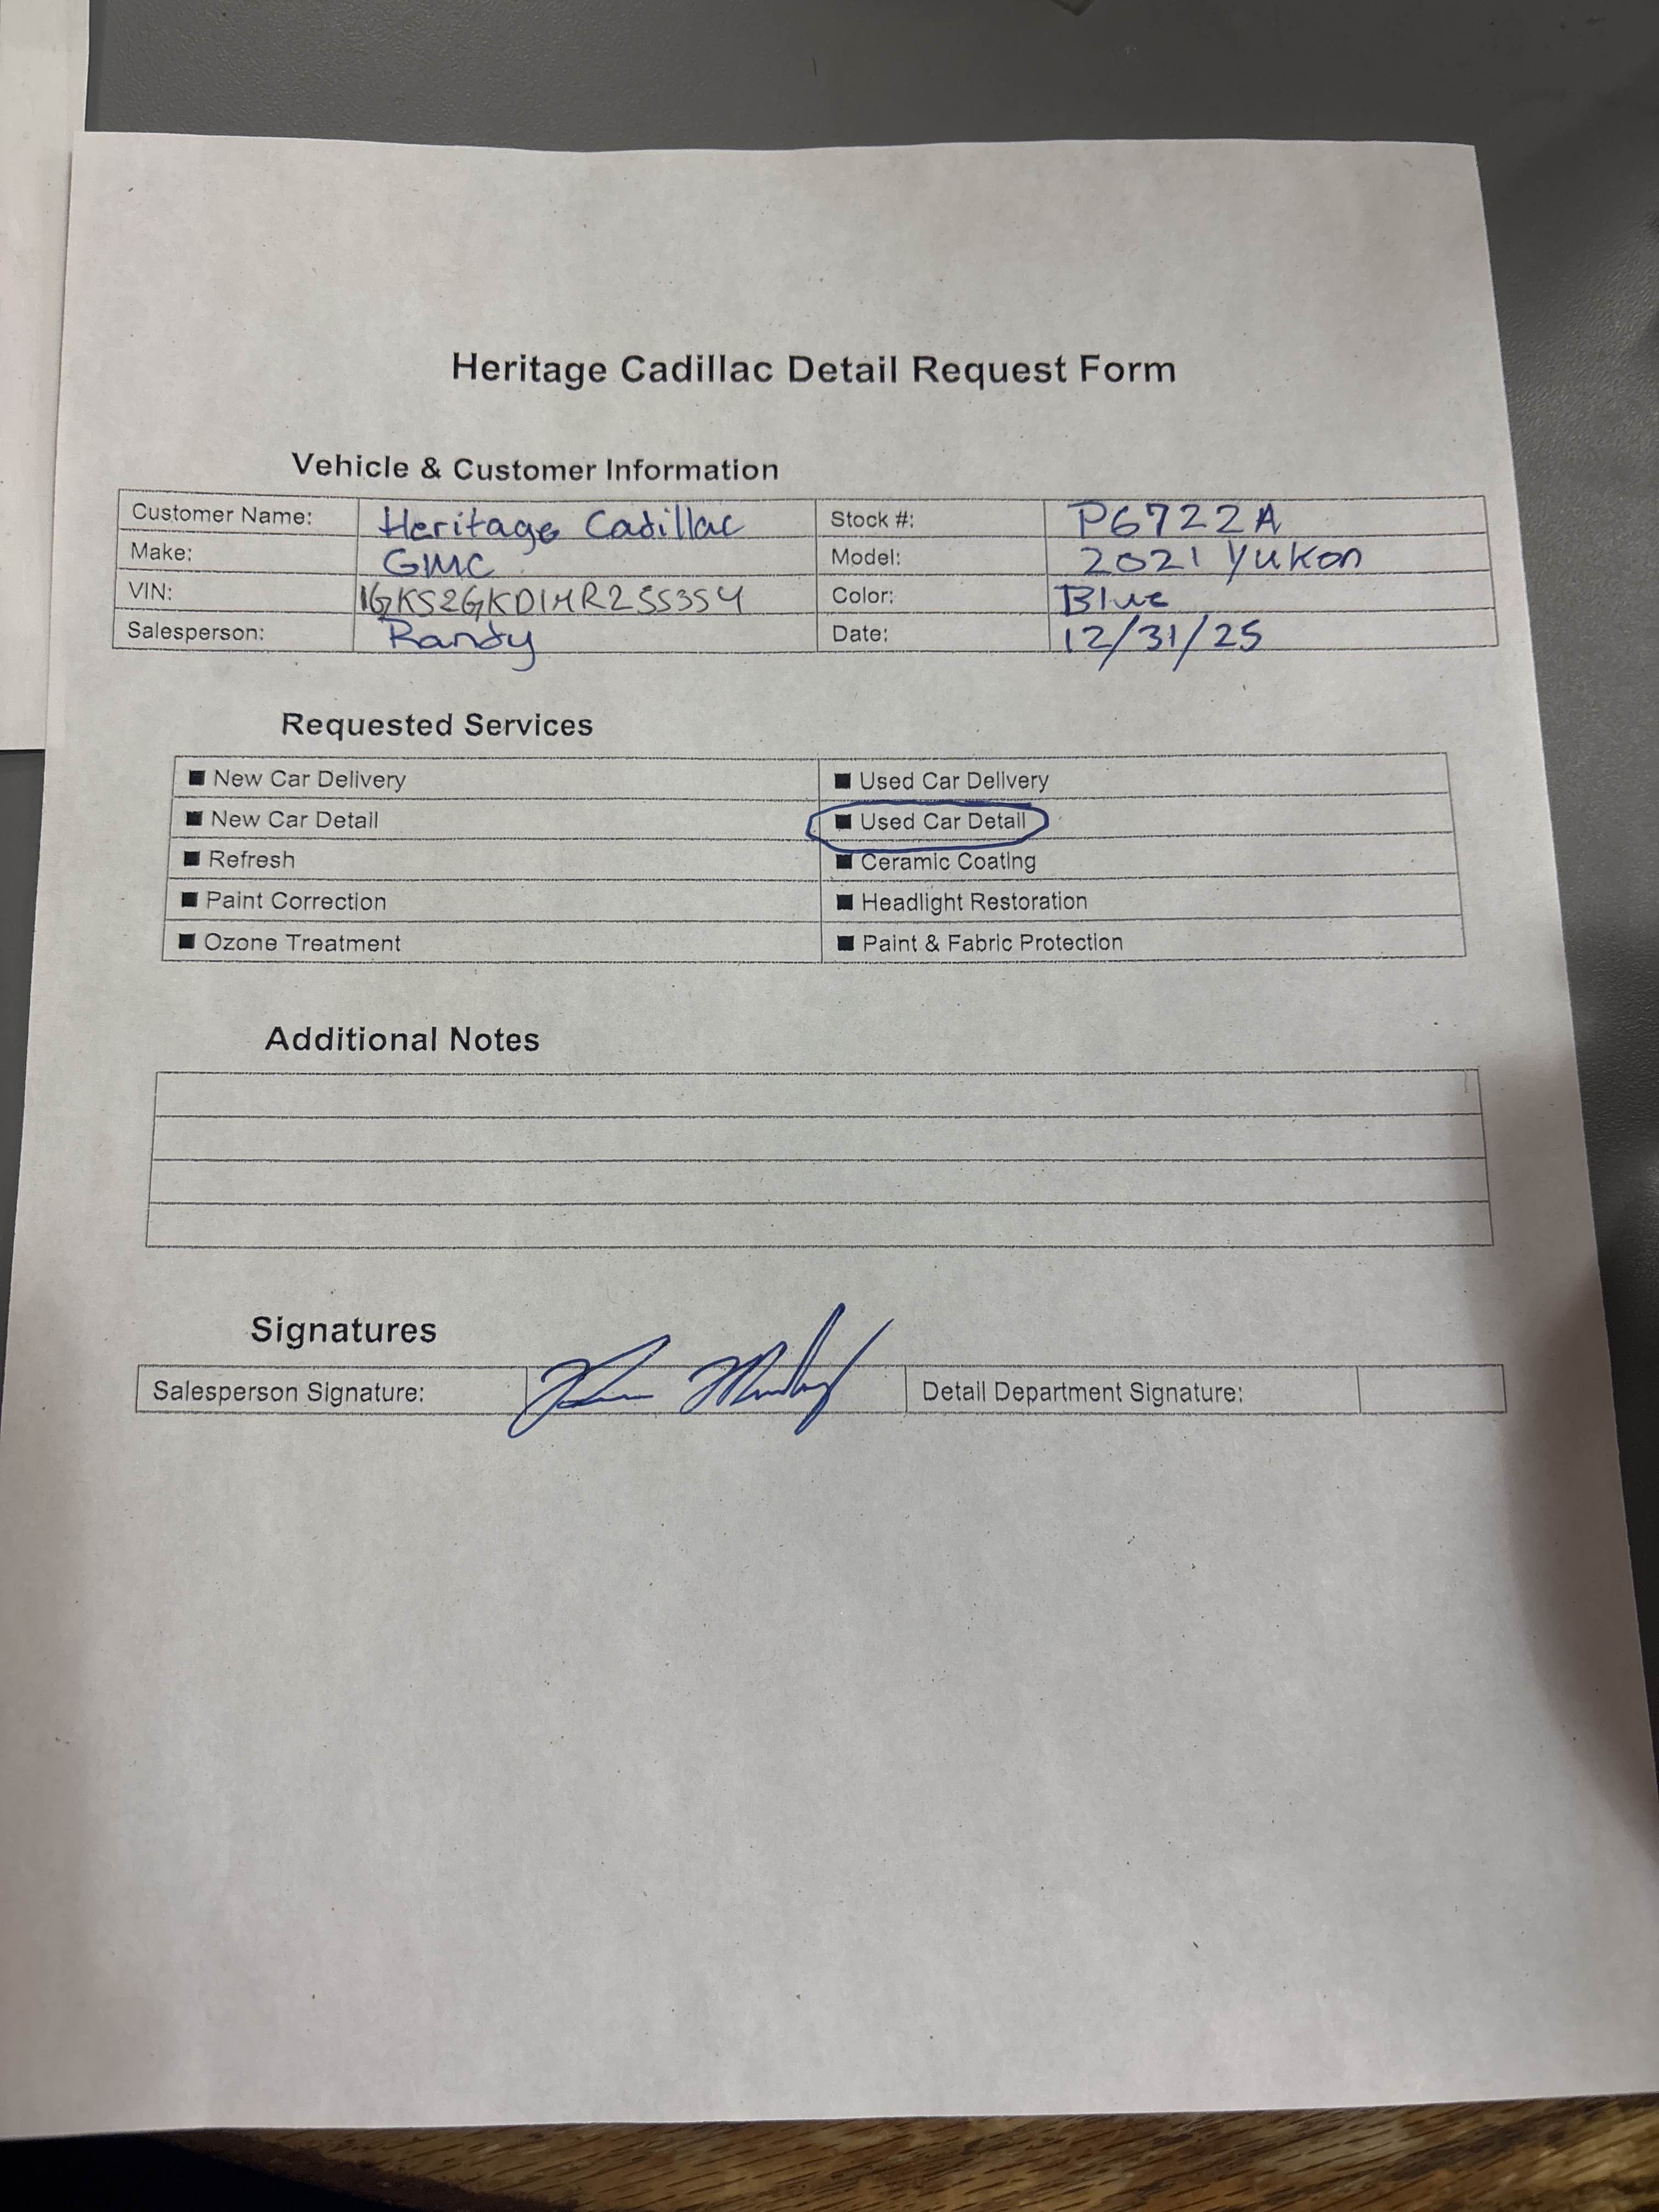 Heritage Cadillac Detail Request Form
Vehicle & Customer Information
Customer Name: Heritage Cadillac Stock #: P6722A
Make: GMC Model: 2021 Yukon
VIN: 1GKS2GKD1MR255354 Color: Blue
Salesperson: Randy Date: 12/31/25
Requested Services
■ New Car Delivery ■ Used Car Delivery
■ New Car Detail ■ Used Car Detail
■ Refresh ■ Ceramic Coating
■ Paint Correction ■ Headlight Restoration
■ Ozone Treatment ■ Paint & Fabric Protection
Additional Notes
Signatures
Salesperson Signature: Detail Department Signature: